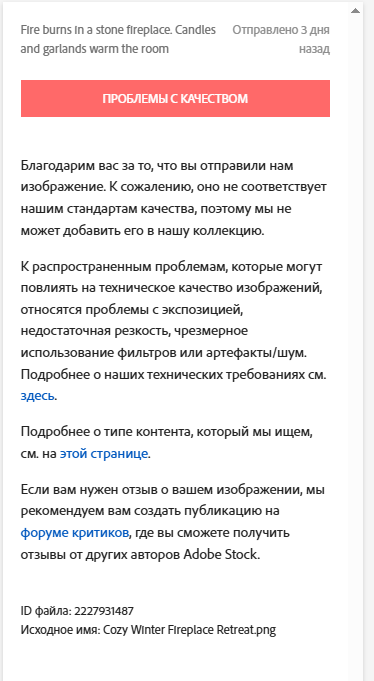 Fire burns in a stone fireplace. Candles
and garlands warm the room
Отправлено 3 дня
назад
ПРОБЛЕМЫ С КАЧЕСТВОМ
Благодарим вас за то, что вы отправили нам
изображение. К сожалению, оно не соответствует
нашим стандартам качества, поэтому мы не
может добавить его в нашу коллекцию.
К распространенным проблемам, которые могут
повлиять на техническое качество изображений,
относятся проблемы с экспозицией,
недостаточная резкость, чрезмерное
использование фильтров или артефакты/шум.
Подробнее о наших технических требованиях см.
здесь.
Подробнее о типе контента, который мы ищем,
см. на этой странице.
Если вам нужен отзыв о вашем изображении, мы
рекомендуем вам создать публикацию на
форуме критиков, где вы сможете получить
отзывы от других авторов Adobe Stock.
ID файла: 2227931487
Исходное имя: Cozy Winter Fireplace Retreat.png